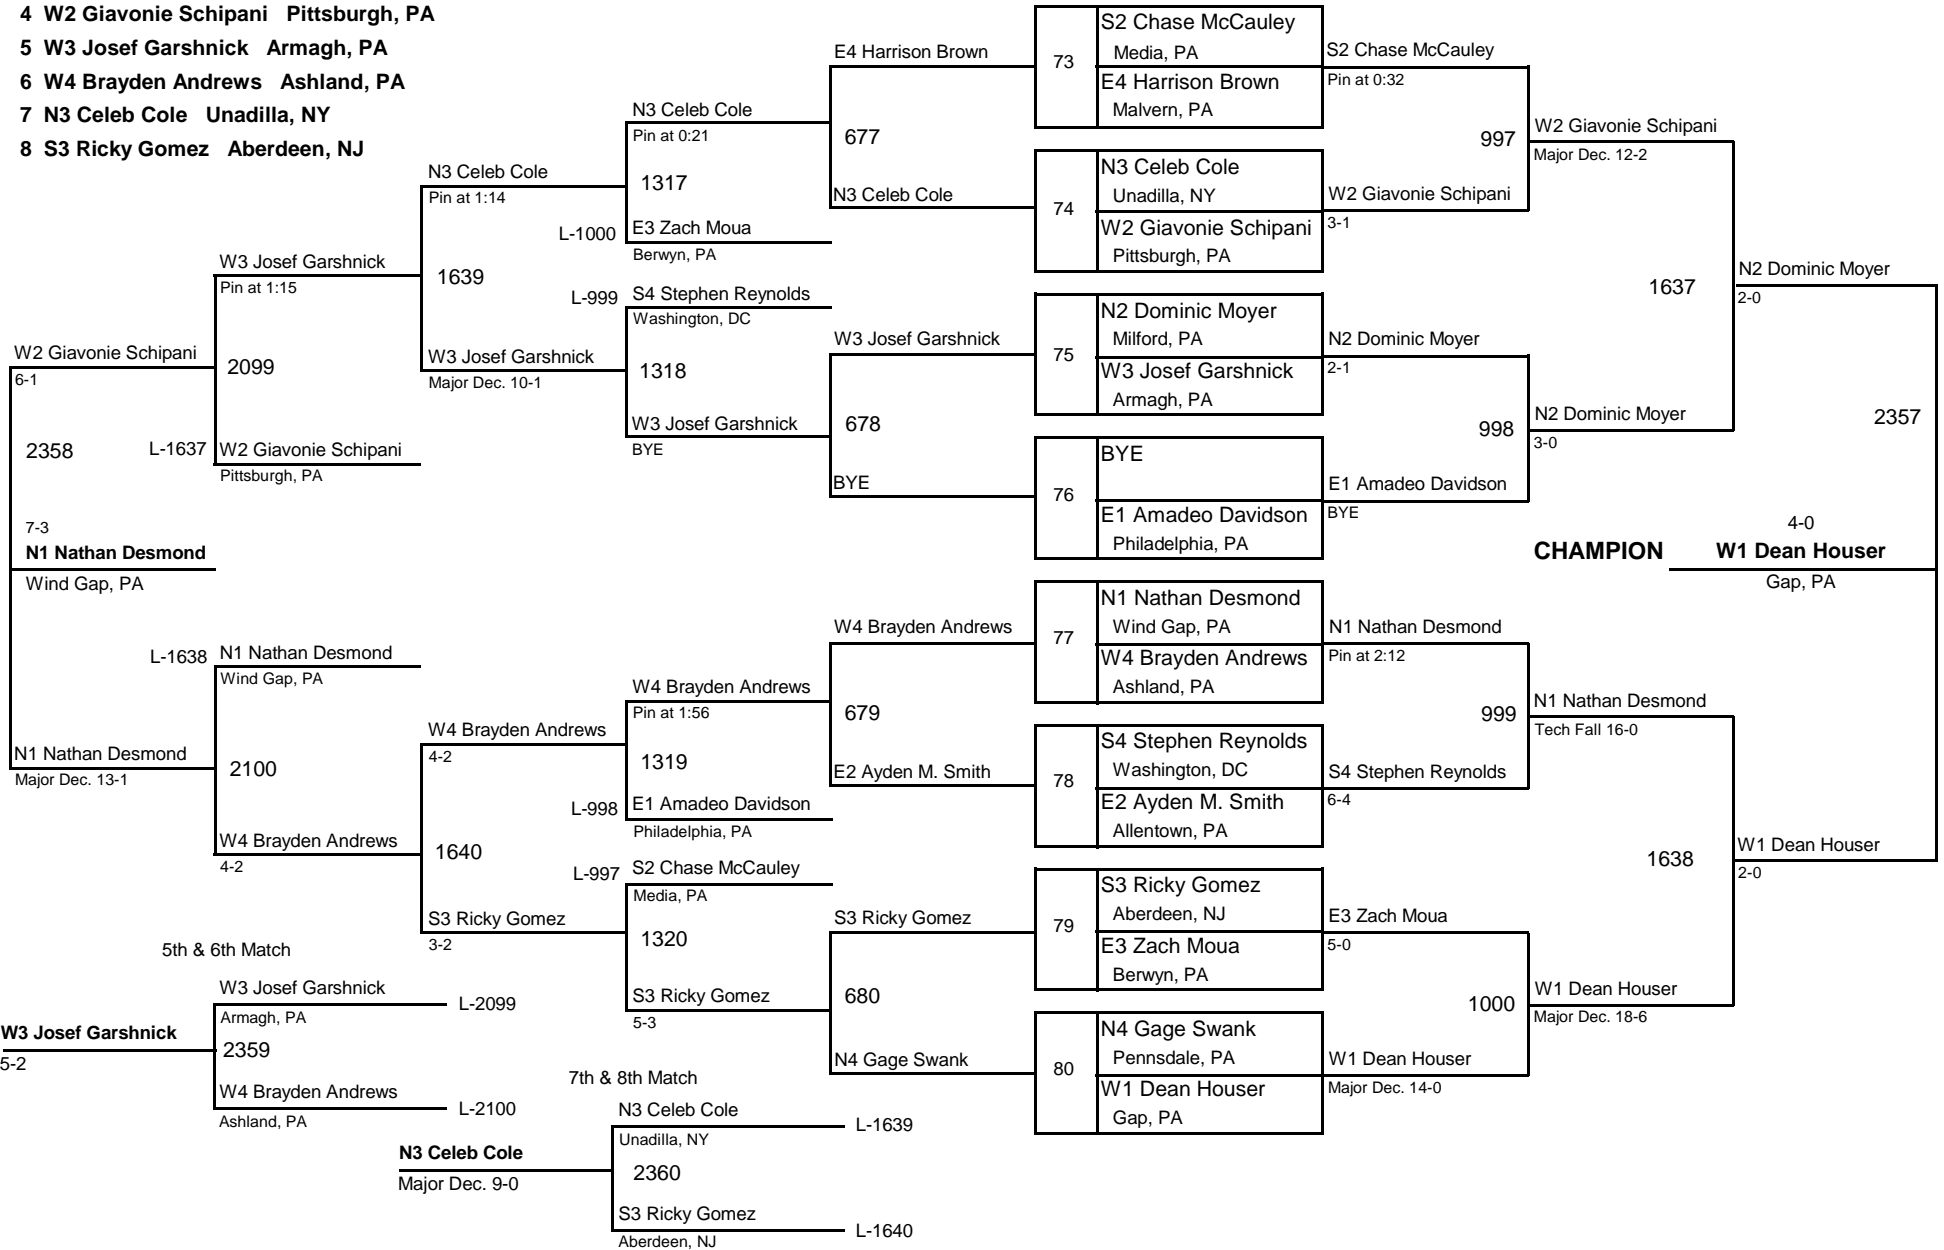 4 W2 Giavonie Schipani Pittsburgh, PA
5 W3 Josef Garshnick Armagh, PA
6 W4 Brayden Andrews Ashland, PA
7 N3 Celeb Cole Unadilla, NY
8 S3 Ricky Gomez Aberdeen, NJ
W2 Giavonie Schipani
6-1
2358
7-3
N1 Nathan Desmond
Wind Gap, PA
N1 Nathan Desmond
Major Dec. 13-1
W3 Josef Garshnick
Pin at 1:15
2099
L-1637
W2 Giavonie Schipani
Pittsburgh, PA
L-1638
N1 Nathan Desmond
Wind Gap, PA
2100
W4 Brayden Andrews
4-2
5th & 6th Match
W3 Josef Garshnick
L-2099
Armagh, PA
W3 Josef Garshnick
5-2
2359
W4 Brayden Andrews
L-2100
Ashland, PA
N3 Celeb Cole
Pin at 1:14
1639
W3 Josef Garshnick
Major Dec. 10-1
W4 Brayden Andrews
4-2
1640
S3 Ricky Gomez
3-2
N3 Celeb Cole
Pin at 0:21
1317
L-1000
E3 Zach Moua
Berwyn, PA
L-999
S4 Stephen Reynolds
Washington, DC
1318
W3 Josef Garshnick
BYE
W4 Brayden Andrews
Pin at 1:56
1319
L-998
E1 Amadeo Davidson
Philadelphia, PA
L-997
S2 Chase McCauley
Media, PA
1320
S3 Ricky Gomez
5-3
7th & 8th Match
N3 Celeb Cole
L-1639
Unadilla, NY
N3 Celeb Cole
Major Dec. 9-0
2360
S3 Ricky Gomez
L-1640
Aberdeen, NJ
E4 Harrison Brown
677
N3 Celeb Cole
W3 Josef Garshnick
678
BYE
W4 Brayden Andrews
679
E2 Ayden M. Smith
S3 Ricky Gomez
680
N4 Gage Swank
73
S2 Chase McCauley
Media, PA
E4 Harrison Brown
Malvern, PA
74
N3 Celeb Cole
Unadilla, NY
W2 Giavonie Schipani
Pittsburgh, PA
75
N2 Dominic Moyer
Milford, PA
W3 Josef Garshnick
Armagh, PA
76
BYE
E1 Amadeo Davidson
Philadelphia, PA
77
N1 Nathan Desmond
Wind Gap, PA
W4 Brayden Andrews
Ashland, PA
78
S4 Stephen Reynolds
Washington, DC
E2 Ayden M. Smith
Allentown, PA
79
S3 Ricky Gomez
Aberdeen, NJ
E3 Zach Moua
Berwyn, PA
80
N4 Gage Swank
Pennsdale, PA
W1 Dean Houser
Gap, PA
S2 Chase McCauley
Pin at 0:32
997
W2 Giavonie Schipani
3-1
N2 Dominic Moyer
2-1
998
E1 Amadeo Davidson
BYE
N1 Nathan Desmond
Pin at 2:12
999
S4 Stephen Reynolds
6-4
E3 Zach Moua
5-0
1000
W1 Dean Houser
Major Dec. 14-0
W2 Giavonie Schipani
Major Dec. 12-2
1637
N2 Dominic Moyer
3-0
N1 Nathan Desmond
Tech Fall 16-0
1638
W1 Dean Houser
Major Dec. 18-6
N2 Dominic Moyer
2-0
2357
4-0
CHAMPION W1 Dean Houser
Gap, PA
W1 Dean Houser
2-0